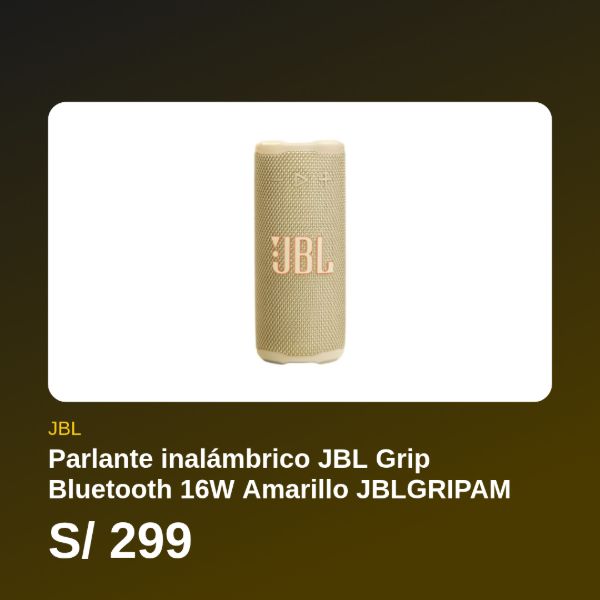 JBL
JBL
Parlante inalámbrico JBL Grip
Bluetooth 16W Amarillo JBLGRIPAM
S/ 299